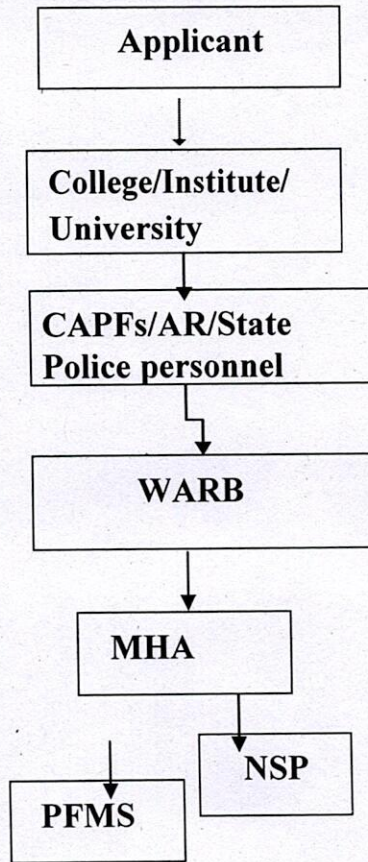 Applicant
College/Institute/
University
CAPFs/AR/State
Police personnel
WARB
MHA
NSP
PFMS